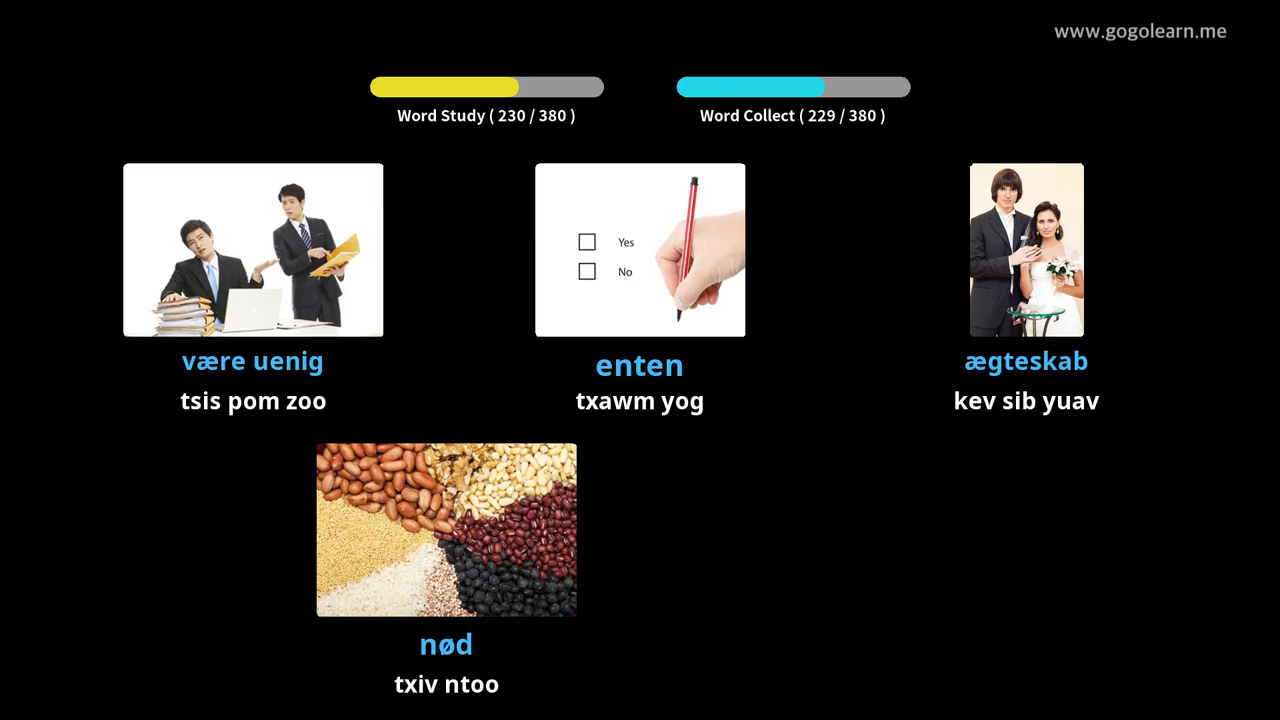 www.gogolearn.me
Word Study ( 230 / 380 )
Word Collect ( 229 / 380 )
Yes
No
være uenig
enten
ægteskab
tsis pom zoo
txawm yog
kev sib yuav
nød
txiv ntoo